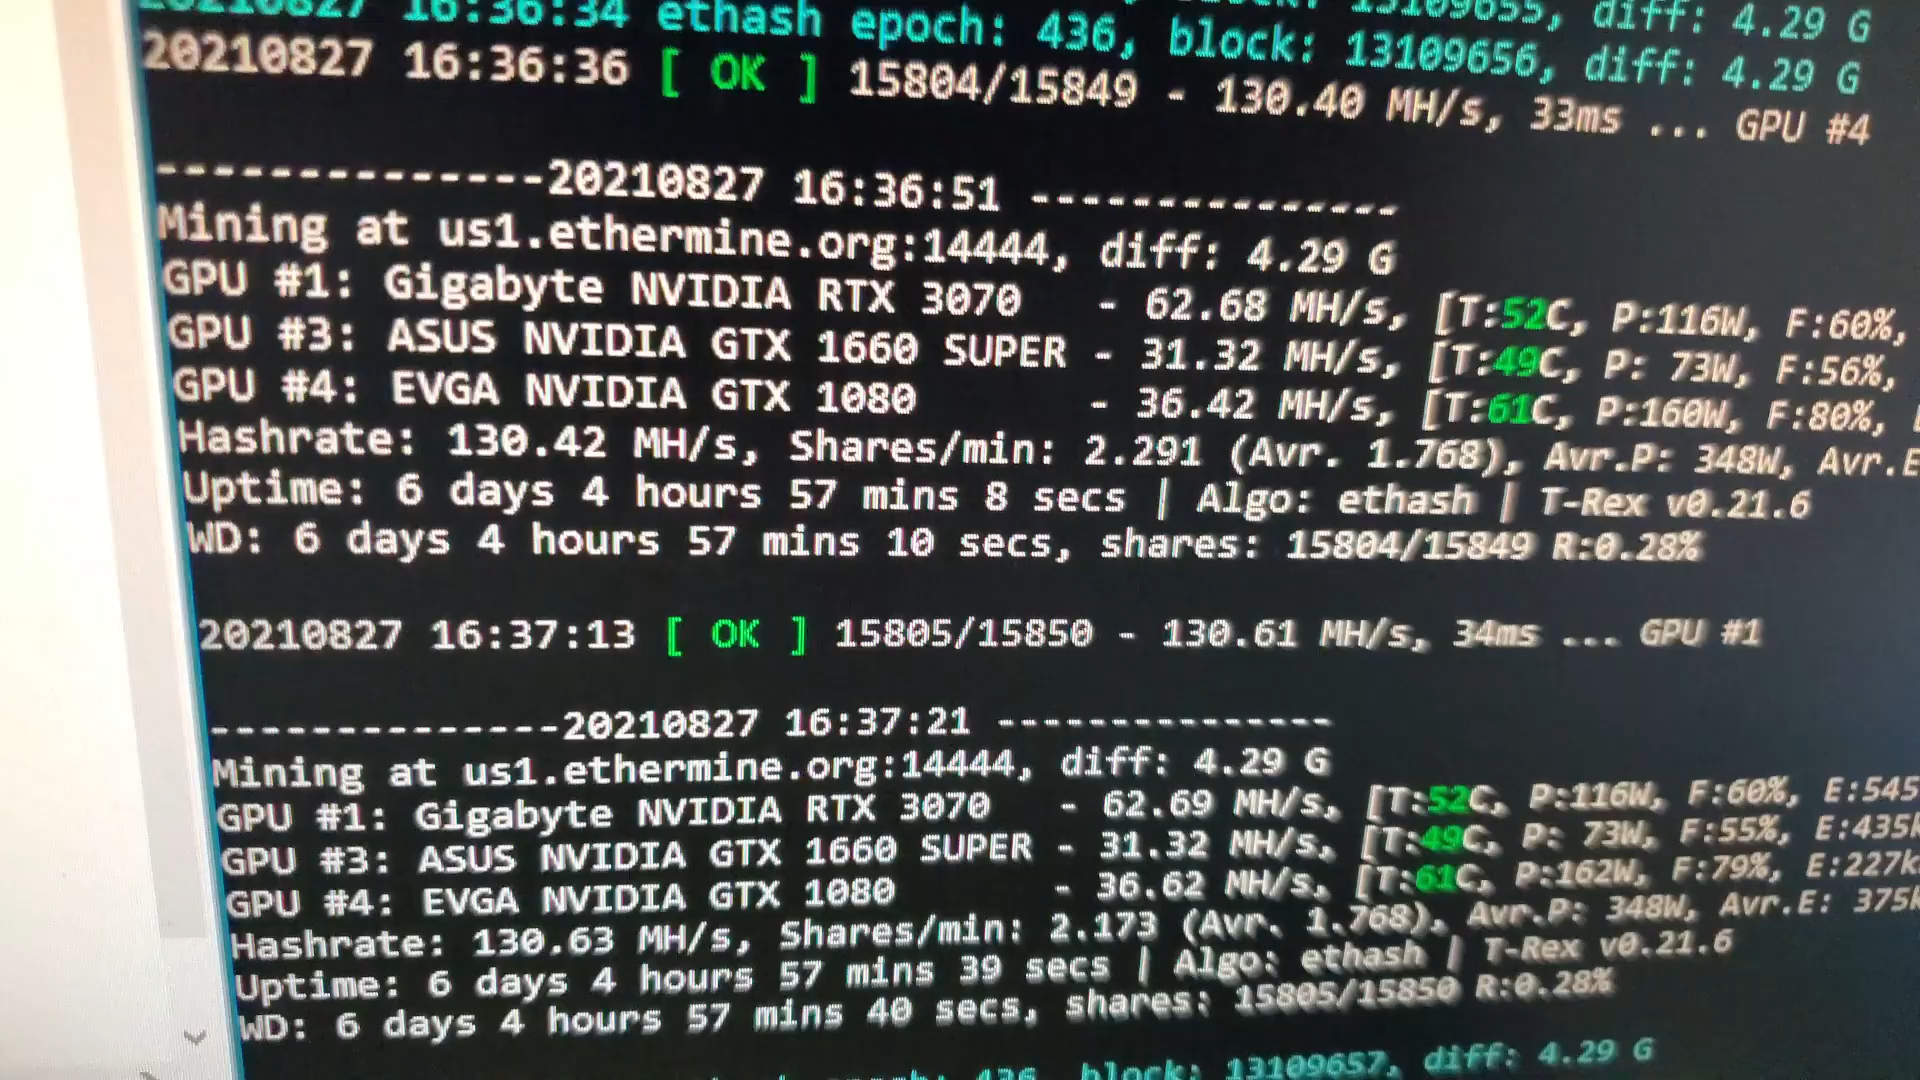 20210827 16:36:34 ethash epoch: 436, block: 13109655, diff: 4.29 G
20210827 16:36:36 [ OK ] 15804/15849 - 130.40 MH/s, 33ms ... GPU #4
block: 13109656, diff: 4.29 G
--------------20210827 16:36:51 --------------
Mining at us1.ethermine.org:14444, diff: 4.29 G
GPU #1: Gigabyte NVIDIA RTX 3070 - 62.68 MH/s, [T:52C, P:116W, F:60%,
GPU #3: ASUS NVIDIA GTX 1660 SUPER - 31.32 MH/s, [T:49C, P: 73W, F:56%,
GPU #4: EVGA NVIDIA GTX 1080 - 36.42 MH/s, [T:61C, P:160W, F:80%,
Hashrate: 130.42 MH/s, Shares/min: 2.291 (Avr. 1.768), Avr.P: 348W, Avr.E
Uptime: 6 days 4 hours 57 mins 8 secs | Algo: ethash | T-Rex v0.21.6
WD: 6 days 4 hours 57 mins 10 secs, shares: 15804/15849 R:0.28%
20210827 16:37:13 [ OK ] 15805/15850 - 130.61 MH/s, 34ms ... GPU #1
--------------20210827 16:37:21 --------------
Mining at us1.ethermine.org:14444, diff: 4.29 G
GPU #1: Gigabyte NVIDIA RTX 3070 - 62.69 MH/s, [T:52C, P:116W, F:60%, E:545
GPU #3: ASUS NVIDIA GTX 1660 SUPER - 31.32 MH/s, [T:49C, P: 73W, F:55%, E:435k
GPU #4: EVGA NVIDIA GTX 1080 - 36.62 MH/s, [T:61C, P:162W, F:79%, E:227k
Hashrate: 130.63 MH/s, Shares/min: 2.173 (Avr. 1.768), Avr.P: 348W, Avr.E: 375k
Uptime: 6 days 4 hours 57 mins 39 secs | Algo: ethash | T-Rex v0.21.6
WD: 6 days 4 hours 57 mins 40 secs, shares: 15805/15850 R:0.28%
436, block: 13109657, diff: 4.29 G